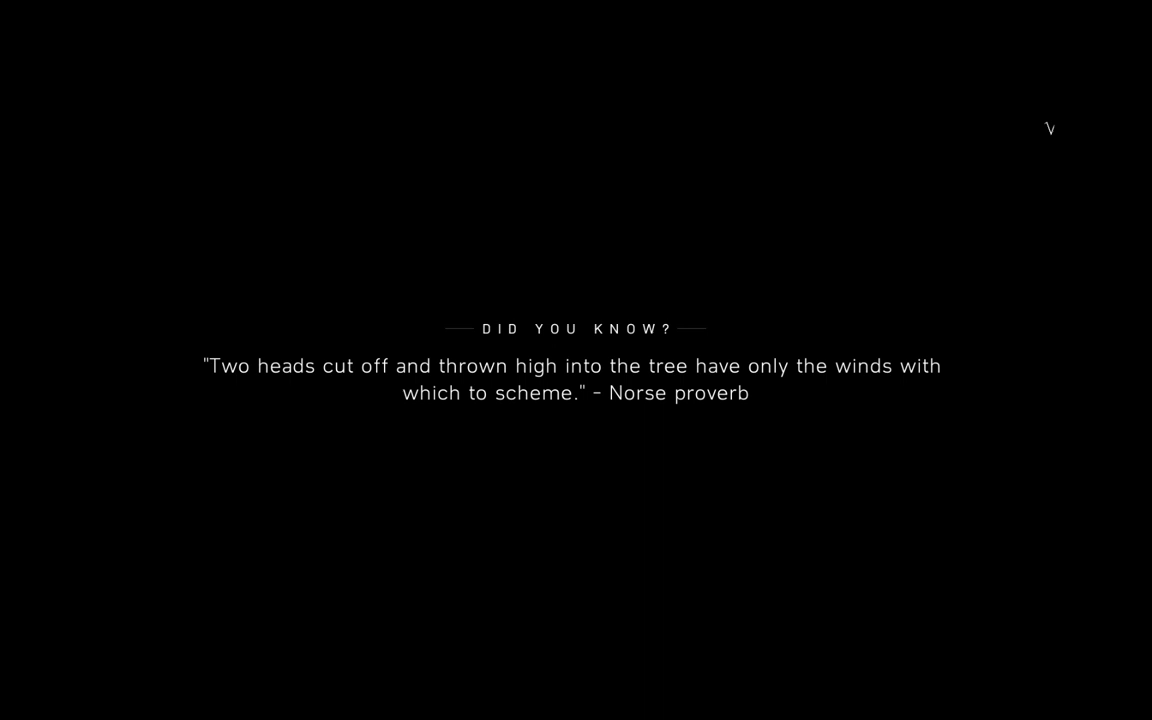 DID YOU KNOW?
"Two heads cut off and thrown high into the tree have only the winds with
which to scheme." - Norse proverb